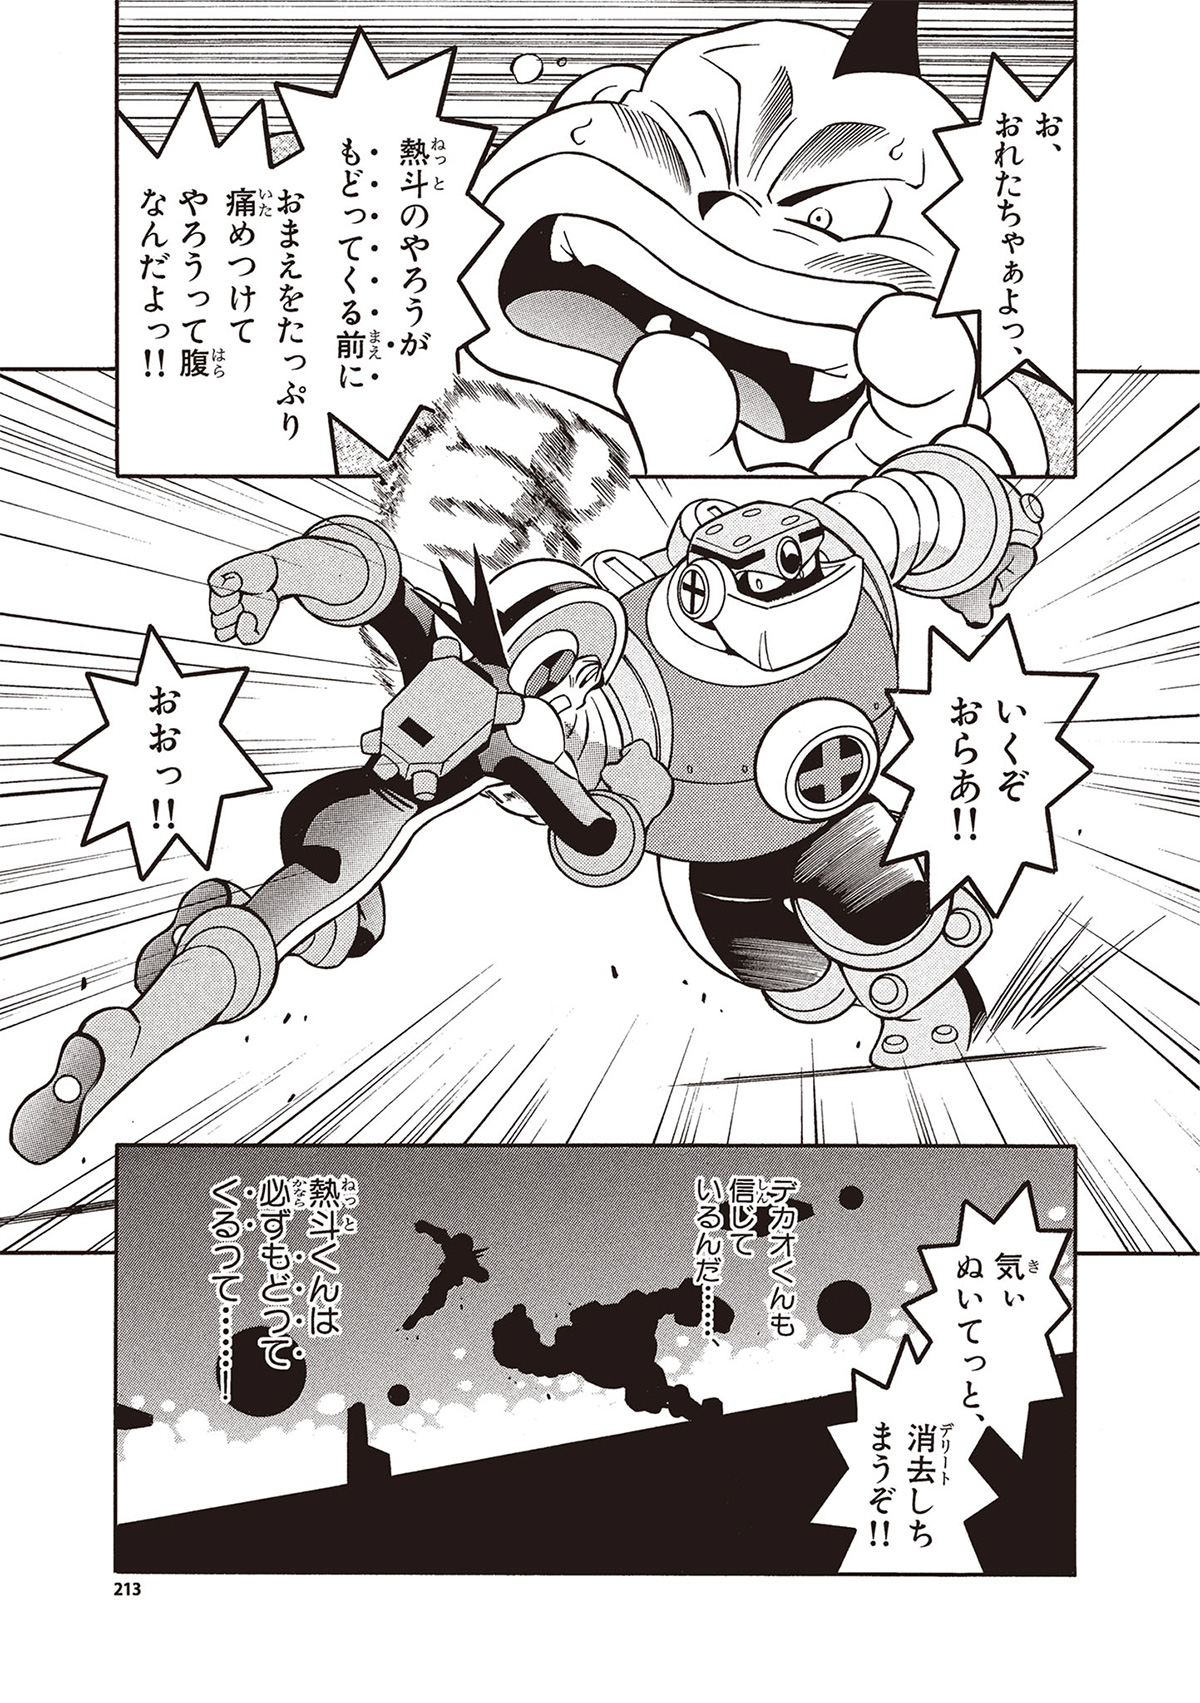 お、
おれたちゃぁよっ、
熱斗のやろうが
もどってくる前に
おまえをたっぷり
痛めつけて
やろうって腹
なんだよっ!!
いくぞ
おらあ!!
おおっ!!
気ぃ
ぬいてっと、
消去しち
まうぞ!!
デカオくんも
信じて
いるんだ……、
熱斗くんは
必ずもどって
くるって……!
213